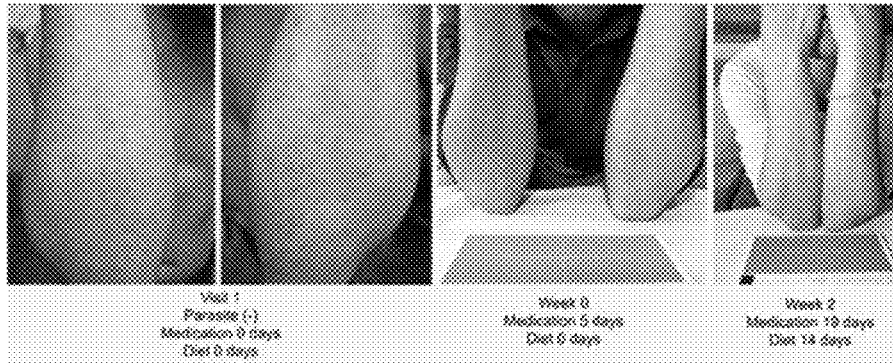 Visit 1
Parasite (-)
Medication 0 days
Diet 0 days
Week 0
Medication 5 days
Diet 0 days
Week 2
Medication 19 days
Diet 14 days